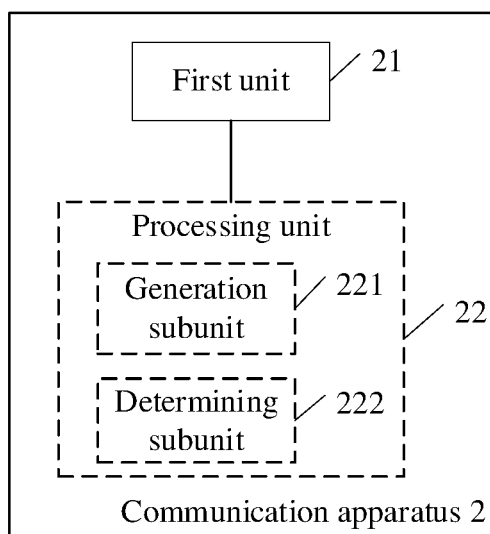 First unit
21
Processing unit
Generation
subunit
221
22
Determining
subunit
222
Communication apparatus 2